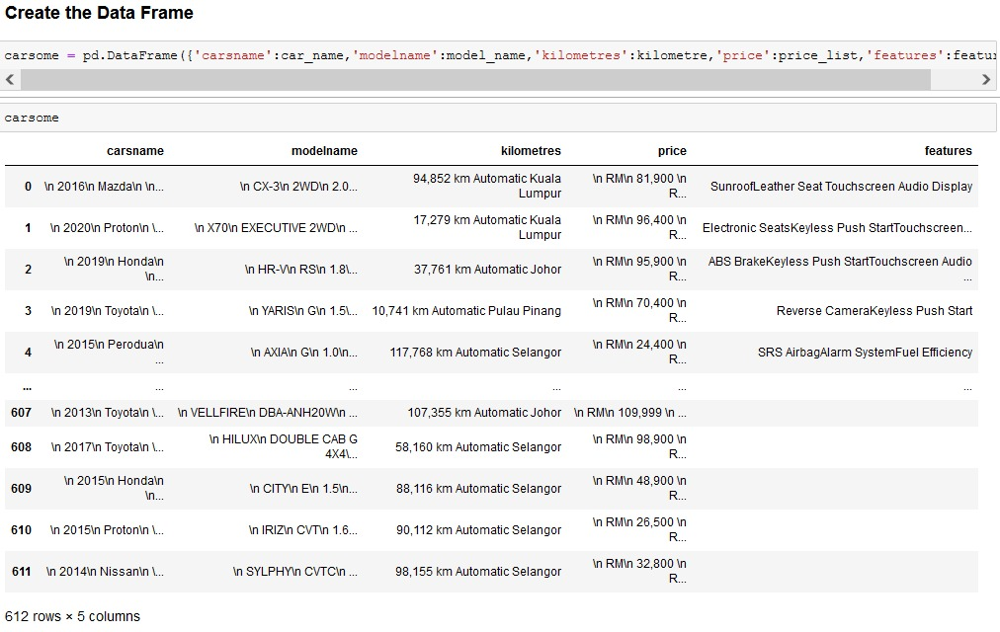 Create the Data Frame
carsome = pd.DataFrame({'carsname':car_name,'modelname':model_name,'kilometres':kilometre,'price':price_list,'features':featur
carsome
carsname modelname kilometres price features
0 \n 2016\n Mazda\n \n... \n CX-3\n 2WD\n 2.0... 94,852 km Automatic Kuala Lumpur \n RM\n 81,900 \n R... SunroofLeather Seat Touchscreen Audio Display
1 \n 2020\n Proton\n \... \n X70\n EXECUTIVE 2WD\n ... 17,279 km Automatic Kuala Lumpur \n RM\n 96,400 \n R... Electronic SeatsKeyless Push StartTouchscreen...
2 \n 2019\n Honda\n \n... \n HR-V\n RS\n 1.8\... 37,761 km Automatic Johor \n RM\n 95,900 \n R... ABS BrakeKeyless Push StartTouchscreen Audio ...
3 \n 2019\n Toyota\n \... \n YARIS\n G\n 1.5\... 10,741 km Automatic Pulau Pinang \n RM\n 70,400 \n R... Reverse CameraKeyless Push Start
4 \n 2015\n Perodua\n ... \n AXIA\n G\n 1.0\n... 117,768 km Automatic Selangor \n RM\n 24,400 \n R... SRS AirbagAlarm SystemFuel Efficiency
... ... ... ... ... ...
607 \n 2013\n Toyota\n \... \n VELLFIRE\n DBA-ANH20W\n ... 107,355 km Automatic Johor \n RM\n 109,999 \n ...
608 \n 2017\n Toyota\n \... \n HILUX\n DOUBLE CAB G 4X4\... 58,160 km Automatic Selangor \n RM\n 98,900 \n R...
609 \n 2015\n Honda\n \n... \n CITY\n E\n 1.5\n... 88,116 km Automatic Selangor \n RM\n 48,900 \n R...
610 \n 2015\n Proton\n \... \n IRIZ\n CVT\n 1.6... 90,112 km Automatic Selangor \n RM\n 26,500 \n R...
611 \n 2014\n Nissan\n \... \n SYLPHY\n CVTC\n ... 98,155 km Automatic Selangor \n RM\n 32,800 \n R...
612 rows × 5 columns